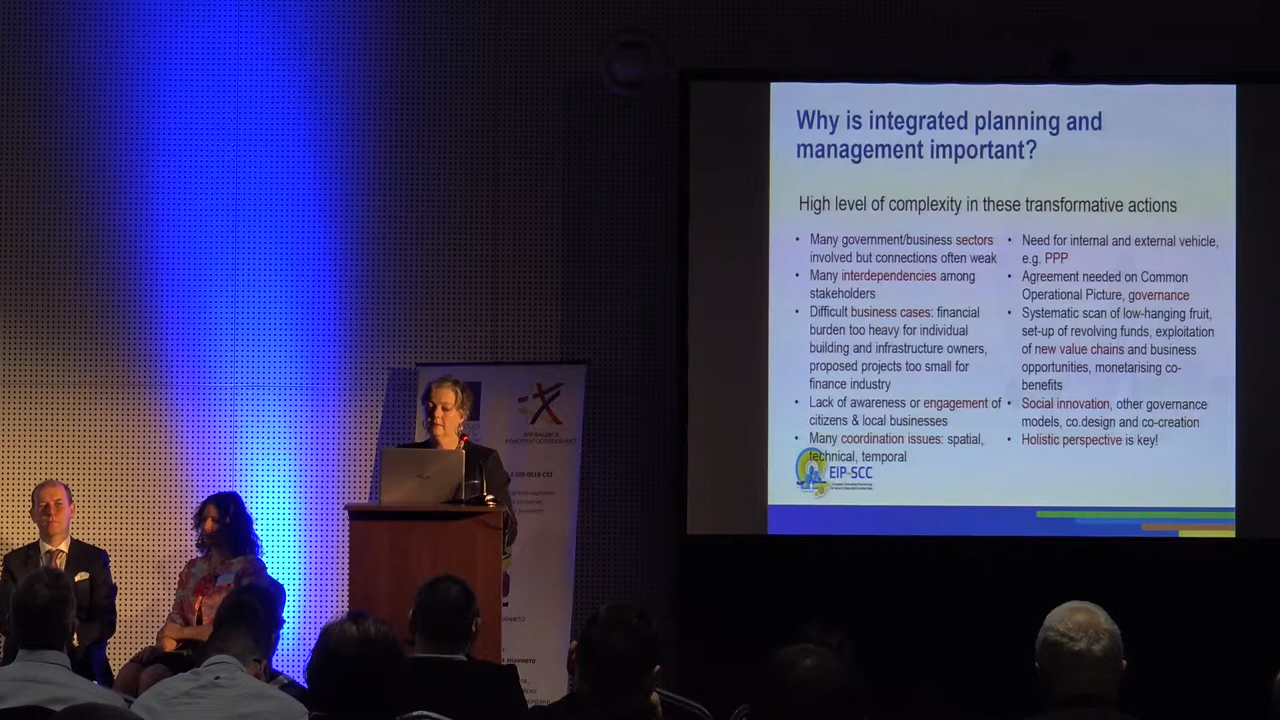 Why is integrated planning and
management important?
High level of complexity in these transformative actions
• Many government/business sectors
involved but connections often weak
• Many interdependencies among
stakeholders
• Difficult business cases: financial
burden too heavy for individual
building and infrastructure owners,
proposed projects too small for
finance industry
• Lack of awareness or engagement of
citizens & local businesses
• Many coordination issues: spatial,
technical, temporal
• Need for internal and external vehicle,
e.g. PPP
• Agreement needed on Common
Operational Picture, governance
• Systematic scan of low-hanging fruit,
set-up of revolving funds, exploitation
of new value chains and business
opportunities, monetarising co-
benefits
• Social innovation, other governance
models, co.design and co-creation
• Holistic perspective is key!
EIP-SCC
ИНОВАЦИИ И
КОНКУРЕНТОСПОСОБНОСТ